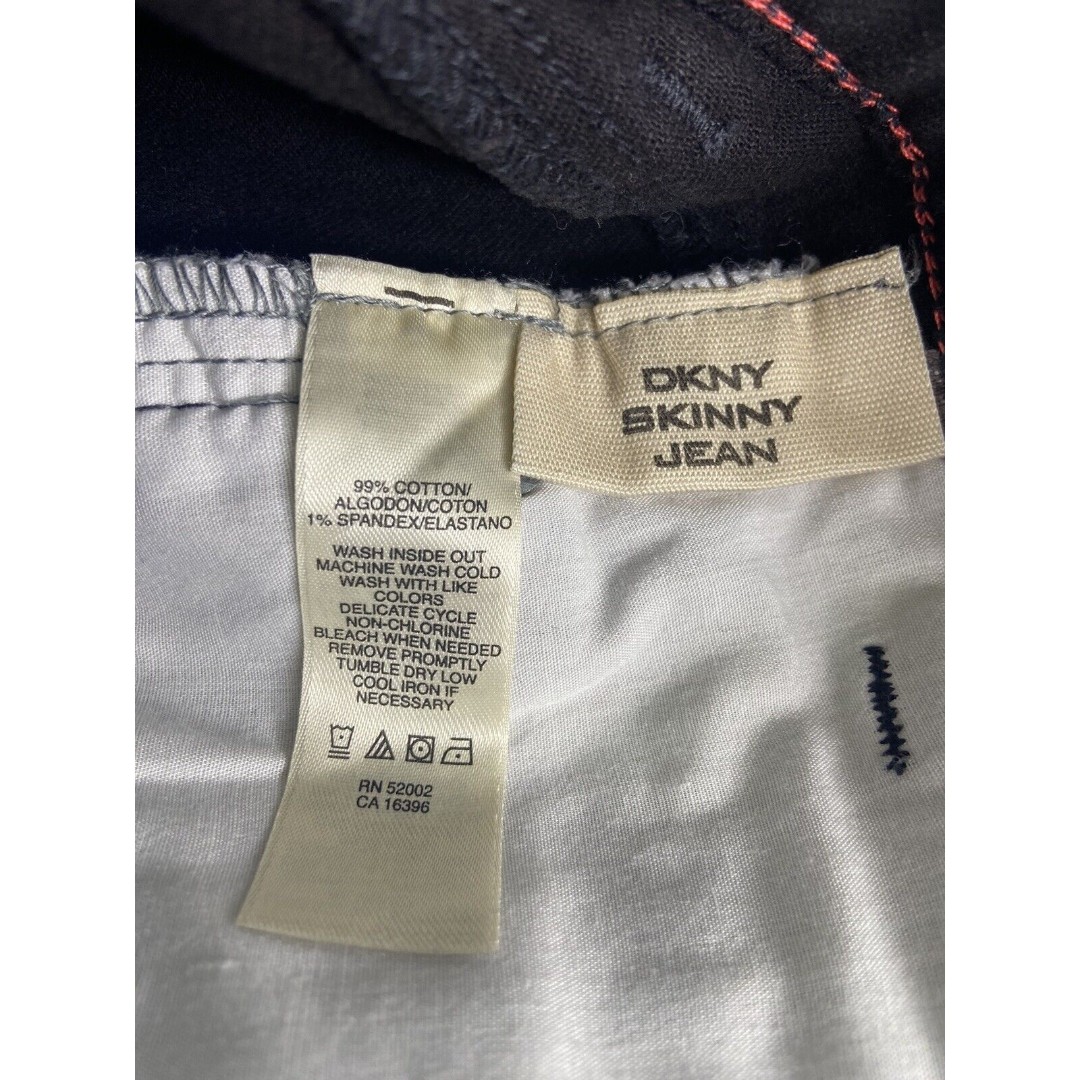 DKNY
SKINNY
JEAN
99% COTTON/
ALGODON/COTON
1% SPANDEX/ELASTANO
WASH INSIDE OUT
MACHINE WASH COLD
WASH WITH LIKE
COLORS
DELICATE CYCLE
NON-CHLORINE
BLEACH WHEN NEEDED
REMOVE PROMPTLY
TUMBLE DRY LOW
COOL IRON IF
NECESSARY
RN 52002
CA 16396